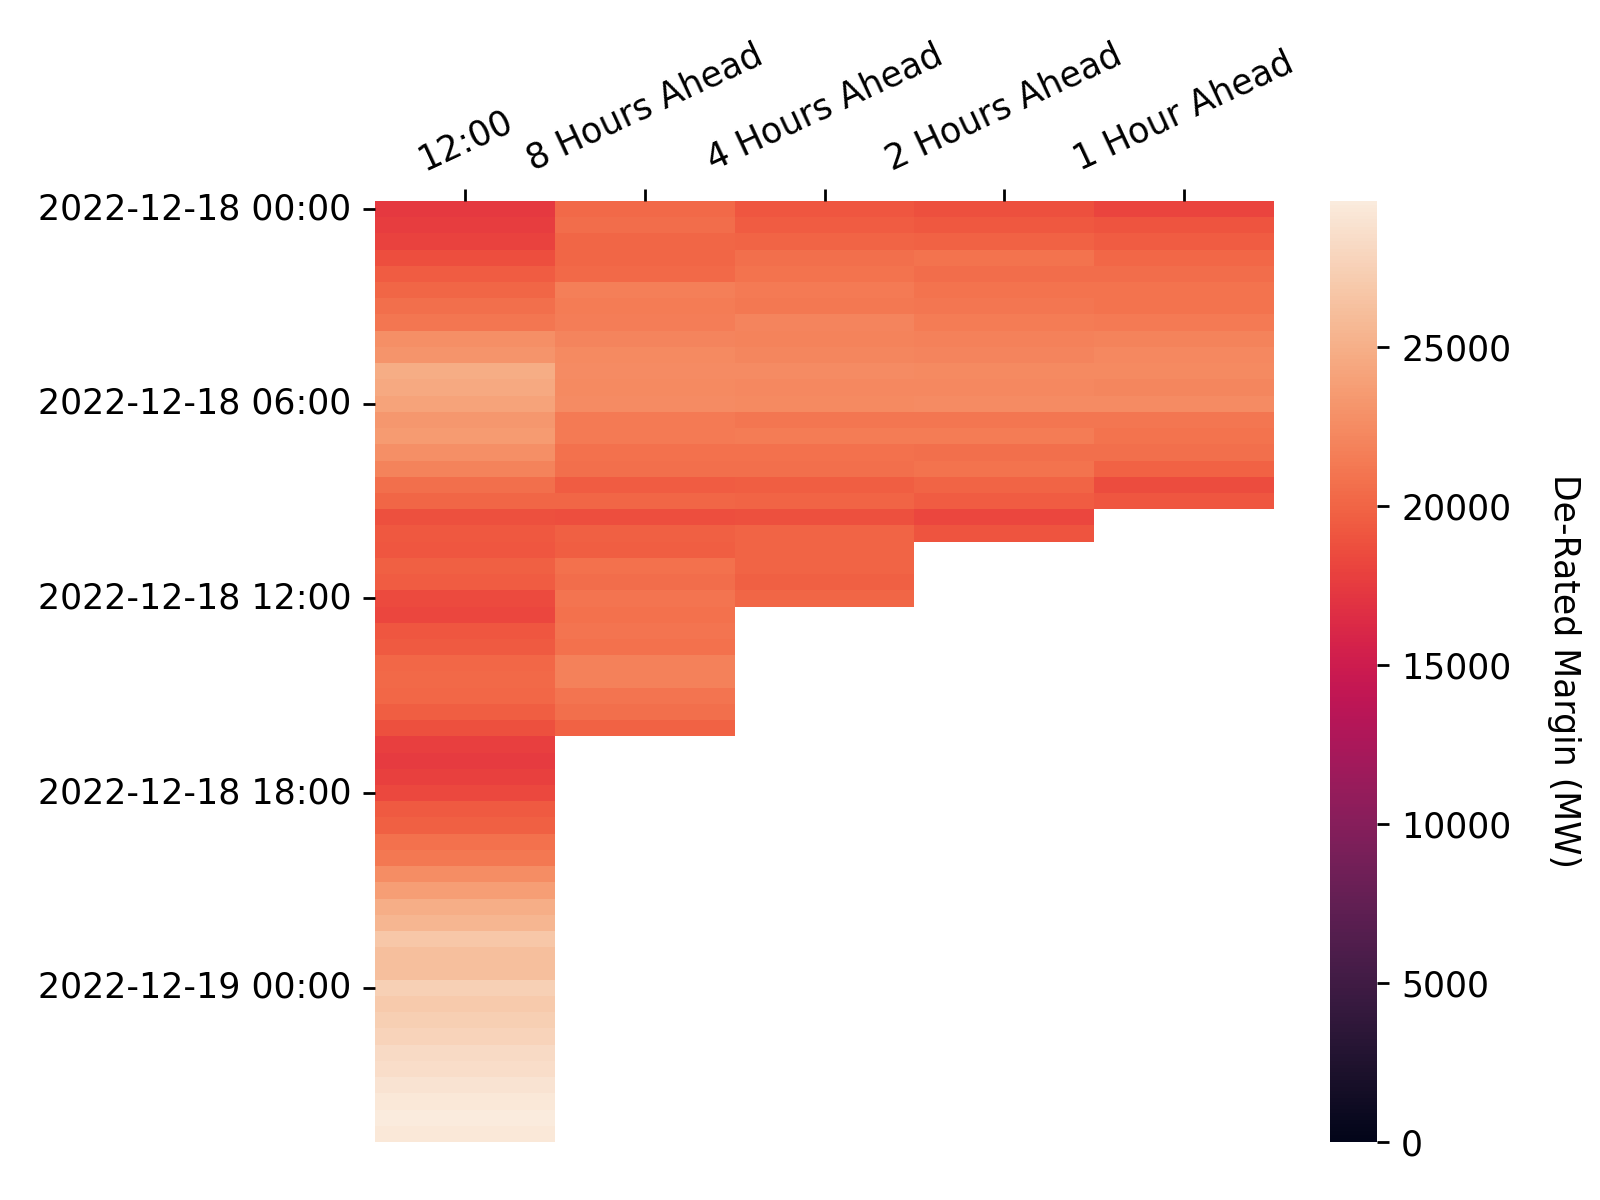 12:00
8 Hours Ahead
4 Hours Ahead
2 Hours Ahead
1 Hour Ahead
2022-12-18 00:00
2022-12-18 06:00
2022-12-18 12:00
2022-12-18 18:00
2022-12-19 00:00
25000
20000
15000
10000
5000
0
De-Rated Margin (MW)